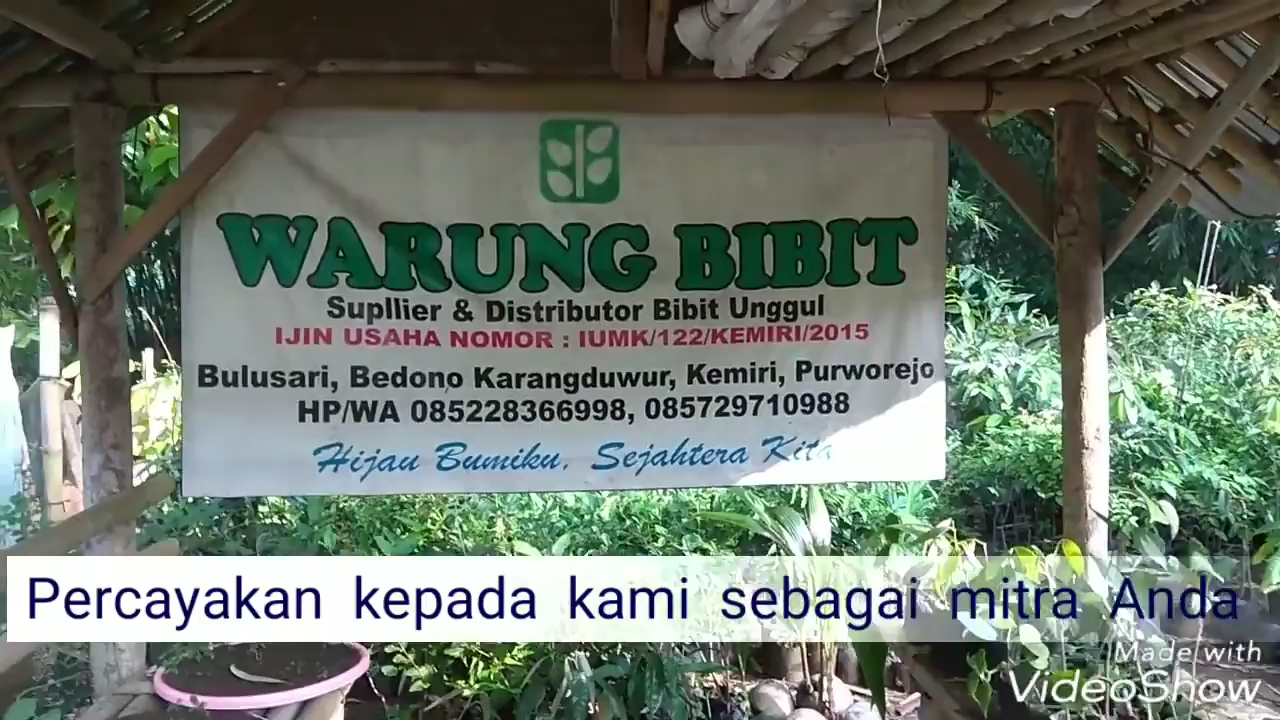 WARUNG BIBIT
Supllier & Distributor Bibit Unggul
IJIN USAHA NOMOR : IUMK/122/KEMIRI/2015
Bulusari, Bedono Karangduwur, Kemiri, Purworejo
HP/WA 085228366998, 085729710988
Hijau Bumiku, Sejahtera Kita
Percayakan kepada kami sebagai mitra Anda
Made with
VideoShow